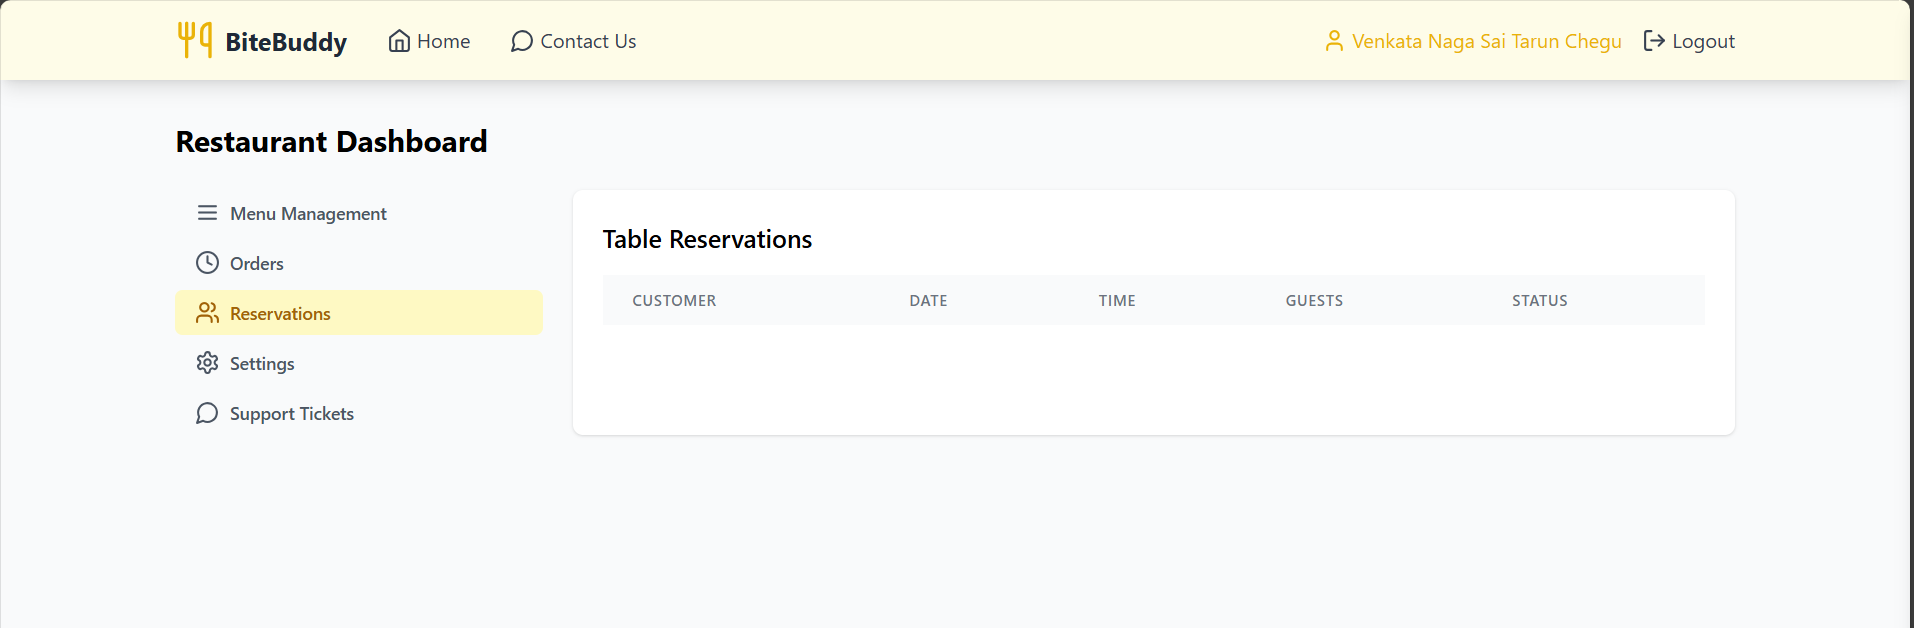 BiteBuddy Home Contact Us Venkata Naga Sai Tarun Chegu Logout
Restaurant Dashboard
Menu Management
Orders
Reservations
Settings
Support Tickets
Table Reservations
CUSTOMER DATE TIME GUESTS STATUS